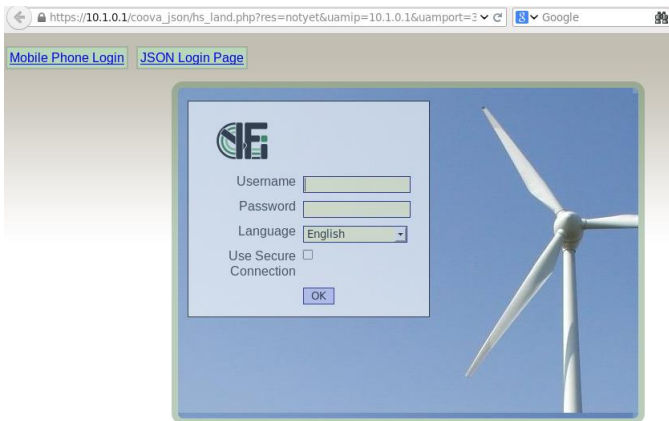 https://10.1.0.1/coova_json/hs_land.php?res=notyet&uamip=10.1.0.1&uamport=3
Google
Mobile Phone Login
JSON Login Page
Username
Password
Language
English
Use Secure
Connection
OK